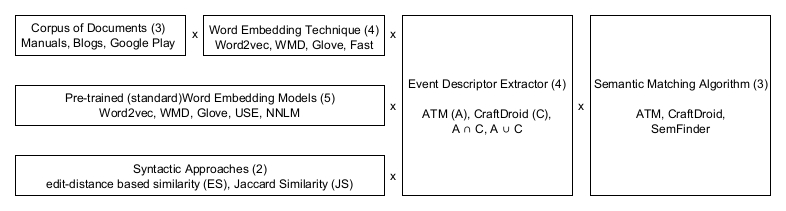 Corpus of Documents (3)
Manuals, Blogs, Google Play
x
Word Embedding Technique (4)
Word2vec, WMD, Glove, Fast
x
Pre-trained (standard)Word Embedding Models (5)
Word2vec, WMD, Glove, USE, NNLM
x
Syntactic Approaches (2)
edit-distance based similarity (ES), Jaccard Similarity (JS)
x
Event Descriptor Extractor (4)
ATM (A), CraftDroid (C),
A ∩ C, A ∪ C
x
Semantic Matching Algorithm (3)
ATM, CraftDroid,
SemFinder